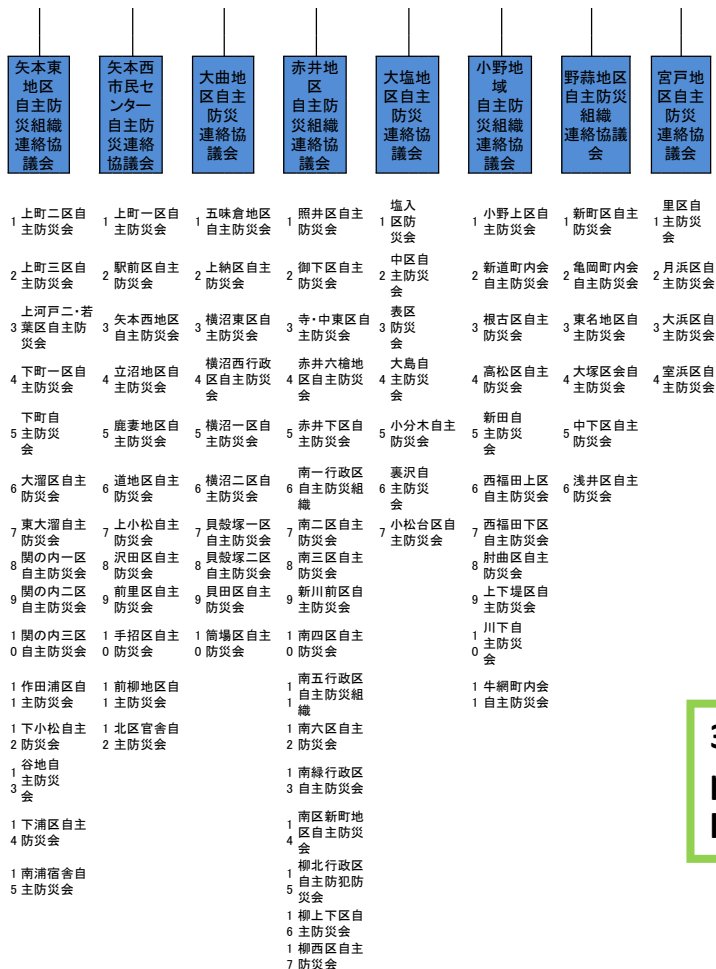 矢本東
地区
自主防
災組織
連絡協
議会
矢本西
市民セ
ンター
自主防
災連絡
協議会
大曲地
区自主
防災
連絡協
議会
赤井地
区
自主防
災組織
連絡協
議会
大塩地
区自主
防災
連絡協
議会
小野地
域
自主防
災組織
連絡協
議会
野蒜地区
自主防災
組織
連絡協議
会
宮戸地
区自主
防災
連絡協
議会
1 上町二区自
主防災会
2 上町三区自
主防災会
3 上河戸二・若
葉区自主防
災会
4 下町一区自
主防災会
5 下町自
主防災
会
6 大溜区自主
防災会
7 東大溜自主
防災会
8 関の内一区
自主防災会
9 関の内二区
自主防災会
10 関の内三区
自主防災会
11 作田浦区自
主防災会
12 下小松自主
防災会
13 谷地自
主防災
会
14 下浦区自主
防災会
15 南浦宿舎自
主防災会
1 上町一区自
主防災会
2 駅前区自主
防災会
3 矢本西地区
自主防災会
4 立沼地区自
主防災会
5 鹿妻地区自
主防災会
6 道地区自主
防災会
7 上小松自主
防災会
8 沢田区自主
防災会
9 前里区自主
防災会
10 手招区自主
防災会
11 前柳地区自
主防災会
12 北区官舎自
主防災会
1 五味倉地区
自主防災会
2 上納区自主
防災会
3 横沼東区自
主防災会
4 横沼西行政
区自主防災
会
5 横沼一区自
主防災会
6 横沼二区自
主防災会
7 貝殻塚一区
自主防災会
8 貝殻塚二区
自主防災会
9 貝田区自主
防災会
10 筒場区自主
防災会
1 照井区自主
防災会
2 御下区自主
防災会
3 寺・中東区自
主防災会
4 赤井六槍地
区自主防災
会
5 赤井下区自
主防災会
6 南一行政区
自主防災組
織
7 南二区自主
防災会
8 南三区自主
防災会
9 新川前区自
主防災会
10 南四区自主
防災会
11 南五行政区
自主防災組
織
12 南六区自主
防災会
13 南緑行政区
自主防災会
14 南区新町地
区自主防災
会
15 柳北行政区
自主防犯防
災会
16 柳上下区自
主防災会
17 柳西区自主
防災会
1 塩入
区防
災会
2 中区自
主防災
会
3 表区
防災
会
4 大島自
主防災
会
5 小分木自主
防災会
6 裏沢自
主防災
会
7 小松台区自
主防災会
1 小野上区自
主防災会
2 新道町内会
自主防災会
3 根古区自主
防災会
4 高松区自主
防災会
5 新田自
主防災
会
6 西福田上区
自主防災会
7 西福田下区
自主防災会
8 肘曲区自主
防災会
9 上下堤区自
主防災会
10 川下自
主防災
会
11 牛網町内会
自主防災会
1 新町区自主
防災会
2 亀岡町内会
自主防災会
3 東名地区自
主防災会
4 大塚区会自
主防災会
5 中下区自主
防災会
6 浅井区自主
防災会
1 里区自
主防災
会
2 月浜区自
主防災会
3 大浜区自
主防災会
4 室浜区自
主防災会